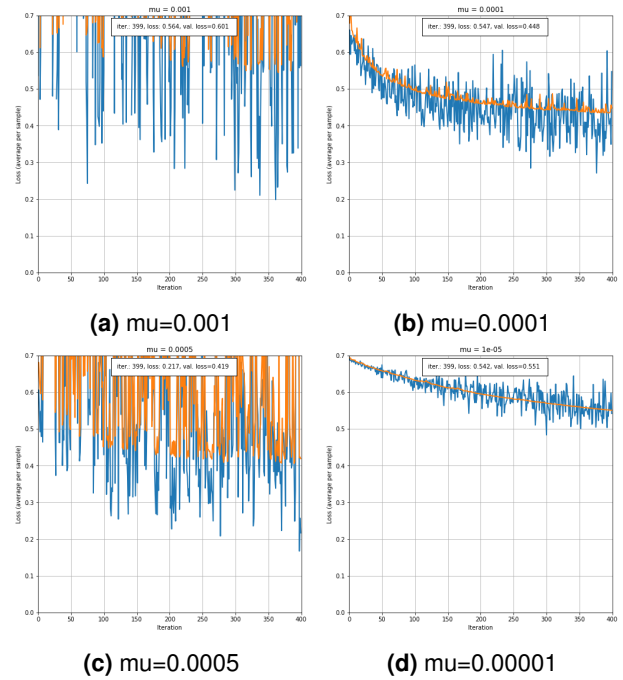 mu = 0.001
iter.: 399, loss: 0.564, val. loss=0.601
Loss (average per sample)
0.7
0.6
0.5
0.4
0.3
0.2
0.1
0.0
0 50 100 150 200 250 300 350 400
Iteration
(a) mu=0.001
mu = 0.0001
iter.: 399, loss: 0.547, val. loss=0.448
Loss (average per sample)
0.7
0.6
0.5
0.4
0.3
0.2
0.1
0.0
0 50 100 150 200 250 300 350 400
Iteration
(b) mu=0.0001
mu = 0.0005
iter.: 399, loss: 0.217, val. loss=0.419
Loss (average per sample)
0.7
0.6
0.5
0.4
0.3
0.2
0.1
0.0
0 50 100 150 200 250 300 350 400
Iteration
(c) mu=0.0005
mu = 1e-05
iter.: 399, loss: 0.542, val. loss=0.551
Loss (average per sample)
0.7
0.6
0.5
0.4
0.3
0.2
0.1
0.0
0 50 100 150 200 250 300 350 400
Iteration
(d) mu=0.00001